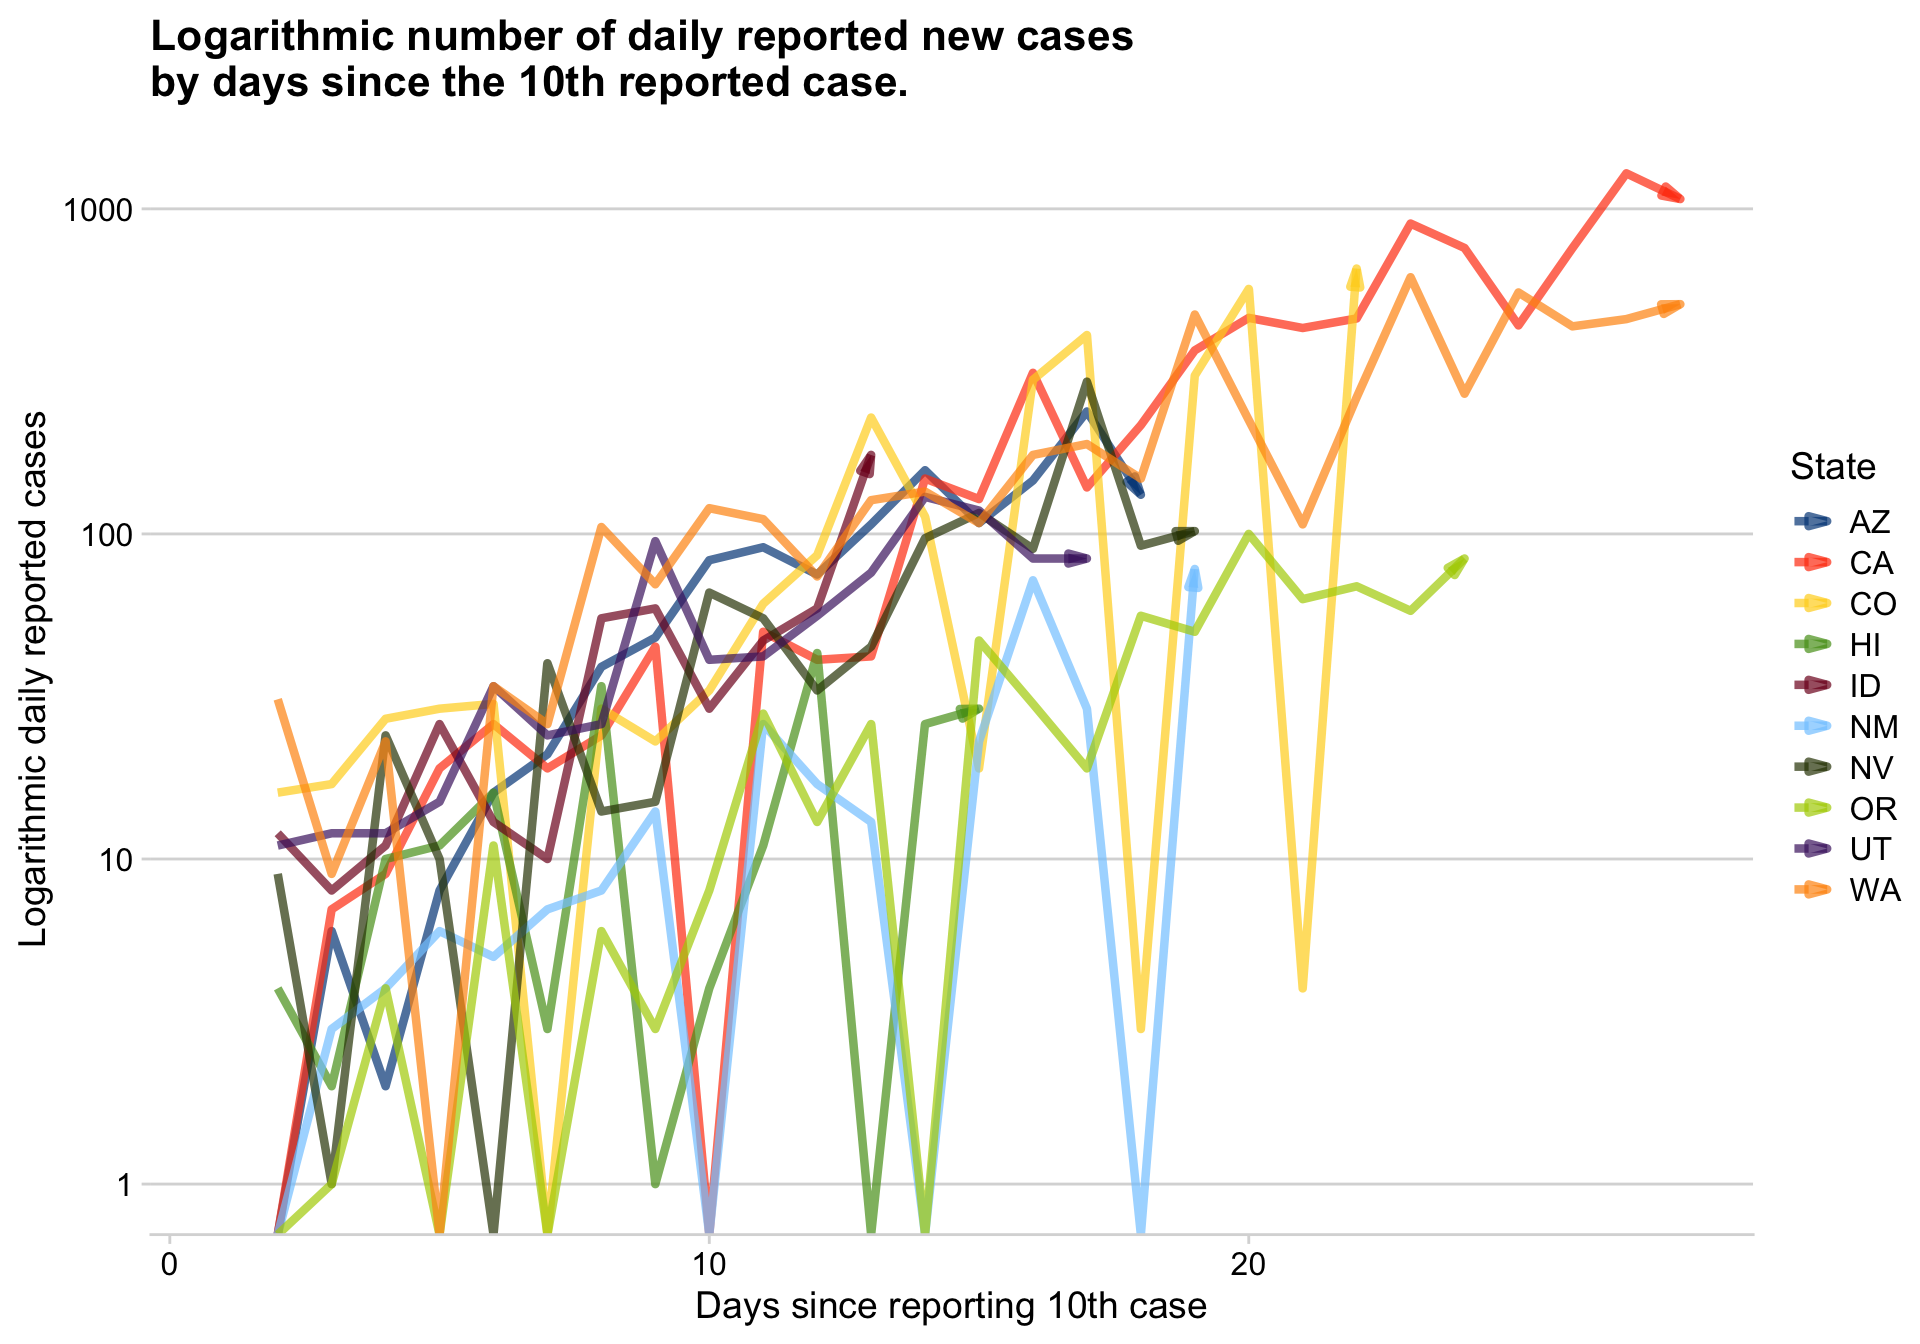 Logarithmic number of daily reported new cases
by days since the 10th reported case.
Logarithmic daily reported cases
1000
100
10
1
0
10
20
Days since reporting 10th case
State
AZ
CA
CO
HI
ID
NM
NV
OR
UT
WA